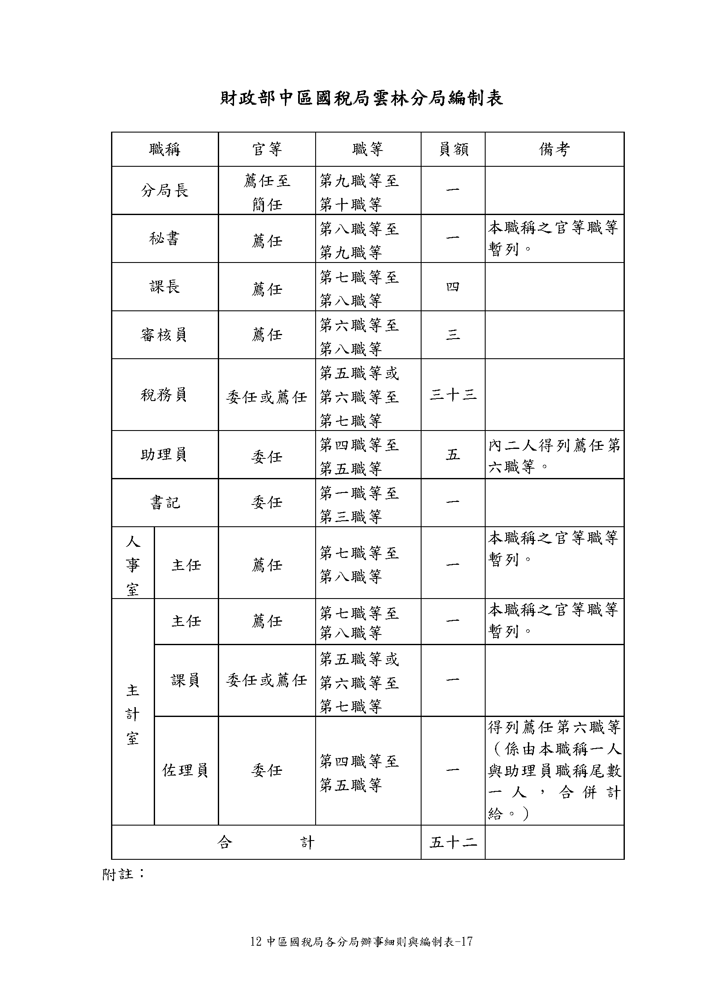 財政部中區國稅局雲林分局編制表
職稱 官等 職等 員額 備考
分局長 薦任至 第九職等至 一
簡任 第十職等
秘書 薦任 第八職等至 一 本職稱之官等職等
第九職等 暫列。
課長 薦任 第七職等至 四
第八職等
審核員 薦任 第六職等至 三
第八職等
稅務員 委任或薦任 第五職等或 三十三
第六職等至
第七職等
助理員 委任 第四職等至 五 內二人得列薦任第
第五職等 六職等。
書記 委任 第一職等至 一
第三職等
人事室 主任 薦任 第七職等至 一 本職稱之官等職等
第八職等 暫列。
主計室 主任 薦任 第七職等至 一 本職稱之官等職等
第八職等 暫列。
課員 委任或薦任 第五職等或 一
第六職等至
第七職等
佐理員 委任 第四職等至 一 得列薦任第六職等
第五職等 （係由本職稱一人
與助理員職稱尾數
一人，合併計
給。）
合計 五十二
附註：
12 中區國稅局各分局辦事細則與編制表-17